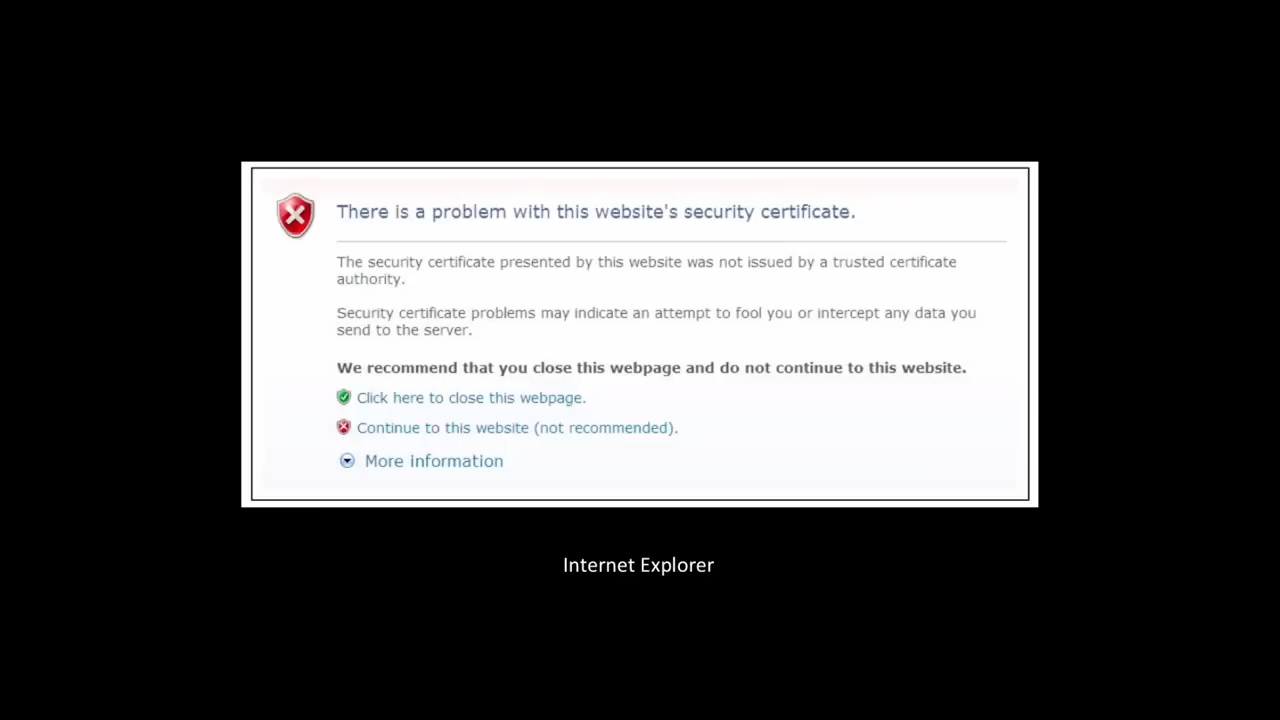 There is a problem with this website's security certificate.
The security certificate presented by this website was not issued by a trusted certificate
authority.
Security certificate problems may indicate an attempt to fool you or intercept any data you
send to the server.
We recommend that you close this webpage and do not continue to this website.
Click here to close this webpage.
Continue to this website (not recommended).
More information
Internet Explorer